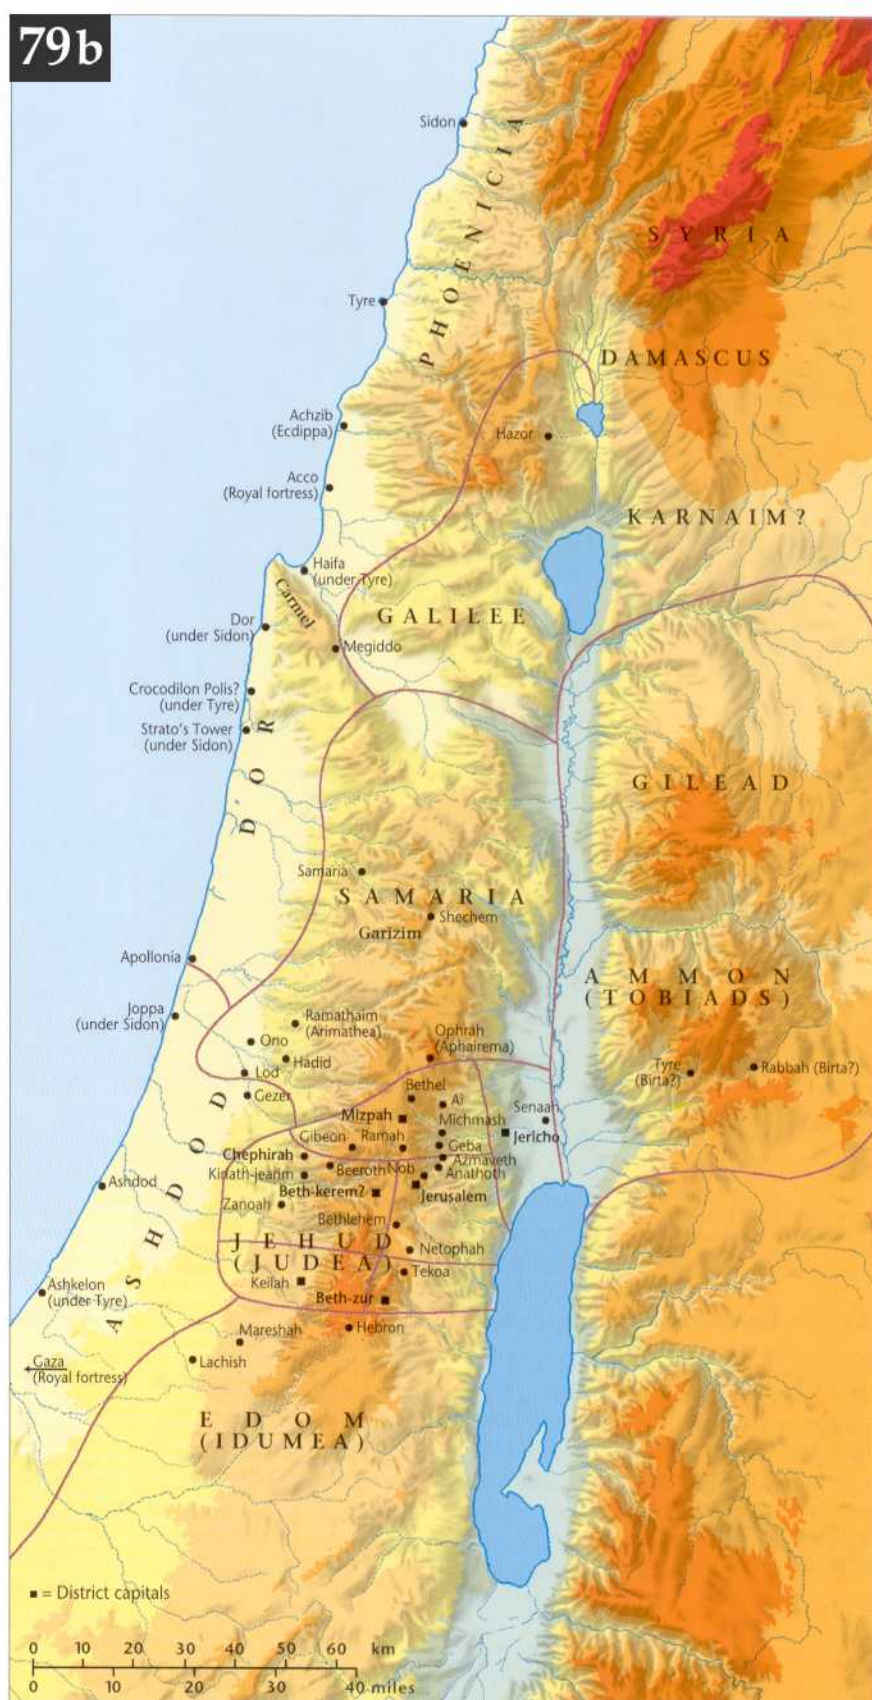 79b
Sidon
PHOENICIA
SYRIA
Tyre
DAMASCUS
Achzib
(Ecdippa)
Hazor
Acco
(Royal fortress)
KARNAIM?
Haifa
(under Tyre)
Carmel
GALILEE
Dor
(under Sidon)
Megiddo
Crocodilon Polis?
(under Tyre)
Strato's Tower
(under Sidon)
D'OR
GILEAD
Samaria
SAMARIA
Shechem
Garizim
Apollonia
AMMON
(TOBIADS)
Joppa
(under Sidon)
Ramathaim
(Arimathea)
Ono
Ophrah
(Aphairema)
Hadid
Lod
Tyre
(Birta?)
Rabbah (Birta?)
Gezer
Bethel
Ai
Mizpah
Michmash
Senaah
Jericho
Gibeon
Ramah
Geba
Chephirah
Azmaveth
Kiriath-jearim
Beeroth
Nob
Anathoth
ASHDOD
Ashdod
Beth-kerem?
Jerusalem
Zanoah
Bethlehem
JEHUD
(JUDEA)
Netophah
Keilah
Tekoa
Ashkelon
(under Tyre)
Beth-zur
Mareshah
Hebron
Gaza
(Royal fortress)
Lachish
EDOM
(IDUMEA)
= District capitals
0 10 20 30 40 50 60 km
0 10 20 30 40 miles